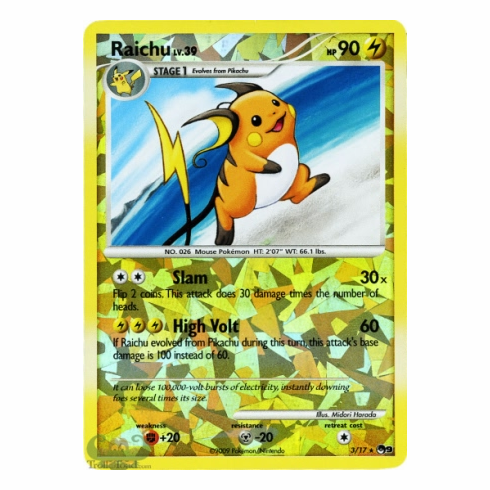 Raichu LV.39 HP 90
STAGE 1 Evolves from Pikachu
NO. 026 Mouse Pokémon HT: 2'07" WT: 66.1 lbs.
Slam 30x
Flip 2 coins. This attack does 30 damage times the number of
heads.
High Volt 60
If Raichu evolved from Pikachu during this turn, this attack's base
damage is 100 instead of 60.
It can loose 100,000-volt bursts of electricity, instantly downing
foes several times its size.
Illus. Midori Harada
weakness resistance retreat cost
+20 -20
©2009 Pokémon/Nintendo 3/17 ★ 9
TrollandToad.com